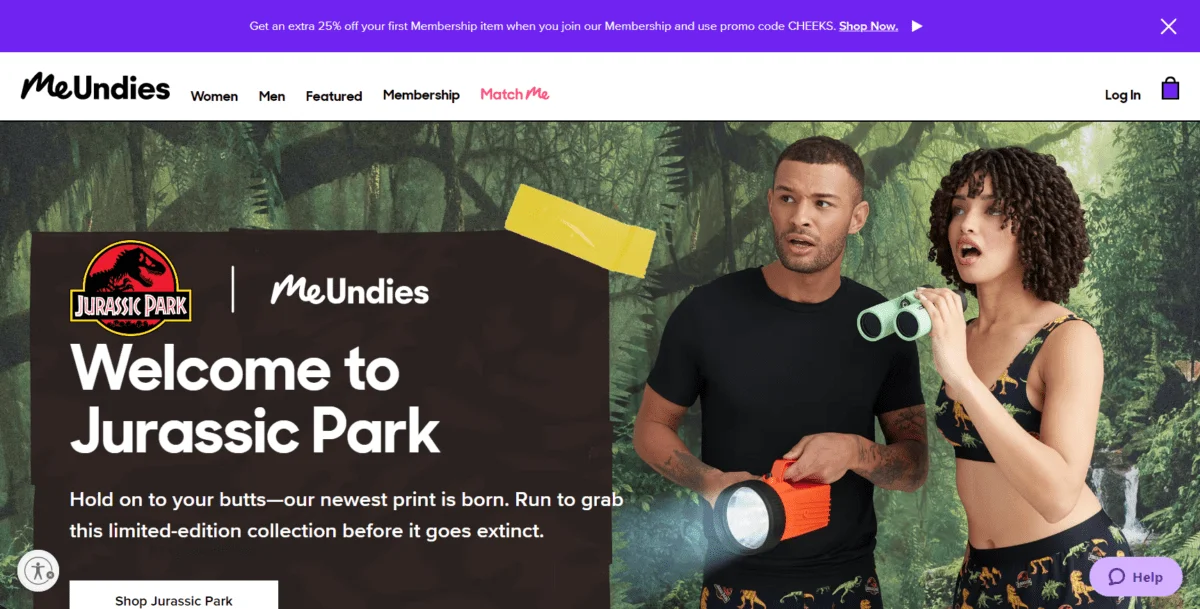 Get an extra 25% off your first Membership item when you join our Membership and use promo code CHEEKS. Shop Now.
MeUndies
Women
Men
Featured
Membership
Match Me
Log In
JURASSIC PARK
MeUndies
Welcome to
Jurassic Park
Hold on to your butts—our newest print is born. Run to grab
this limited-edition collection before it goes extinct.
Shop Jurassic Park
Help